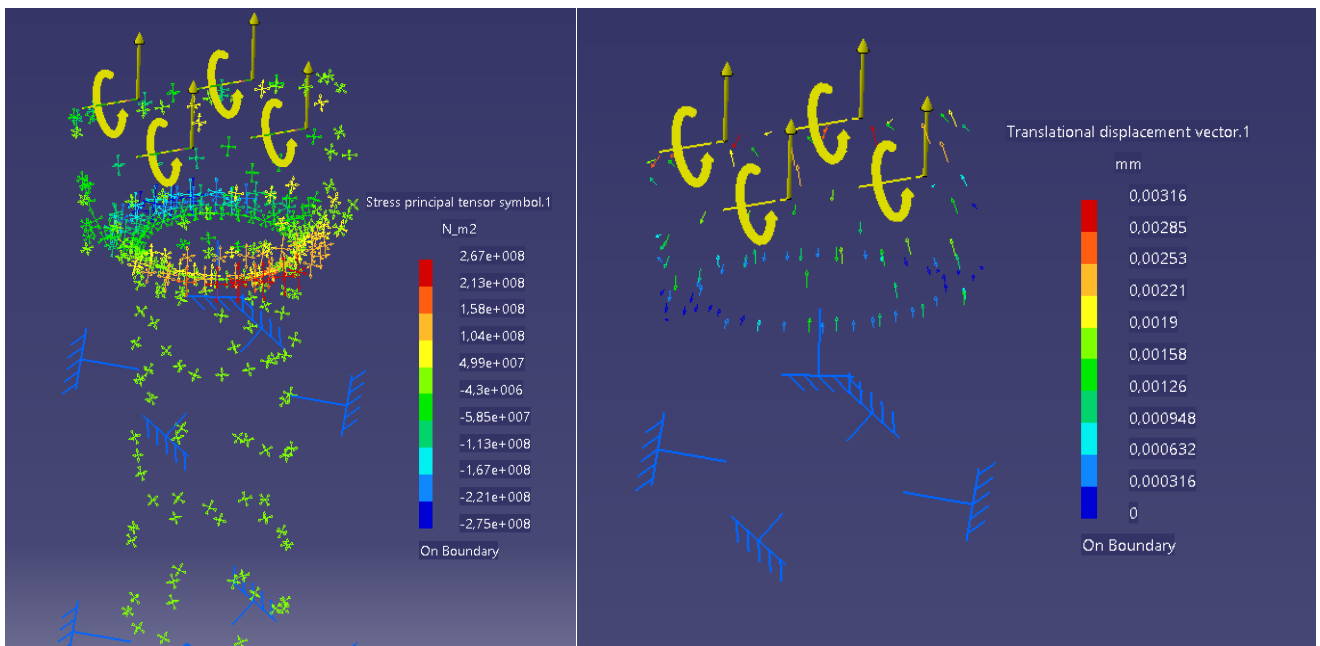 Stress principal tensor symbol.1
N_m2
2,67e+008
2,13e+008
1,58e+008
1,04e+008
4,99e+007
-4,3e+006
-5,85e+007
-1,13e+008
-1,67e+008
-2,21e+008
-2,75e+008
On Boundary
Translational displacement vector.1
mm
0,00316
0,00285
0,00253
0,00221
0,0019
0,00158
0,00126
0,000948
0,000632
0,000316
0
On Boundary